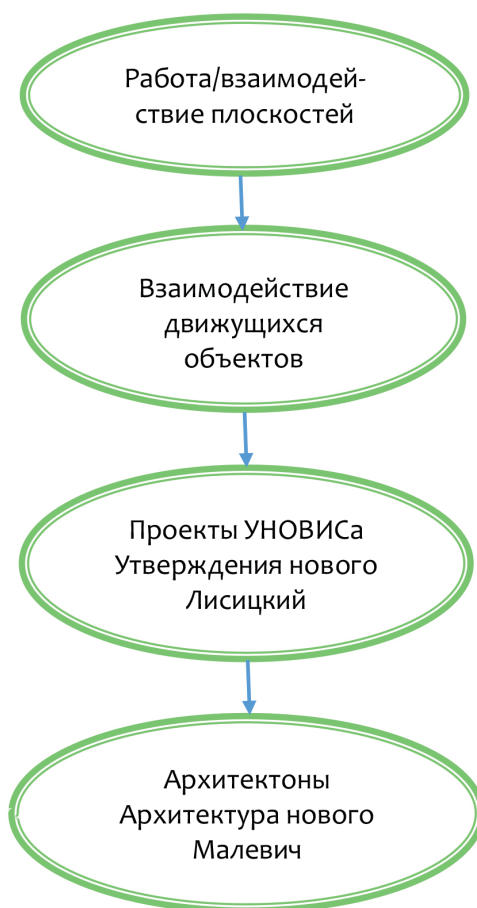 Работа/взаимодей-
ствие плоскостей
Взаимодействие
движущихся
объектов
Проекты УНОВИСа
Утверждения нового
Лисицкий
Архитектоны
Архитектура нового
Малевич